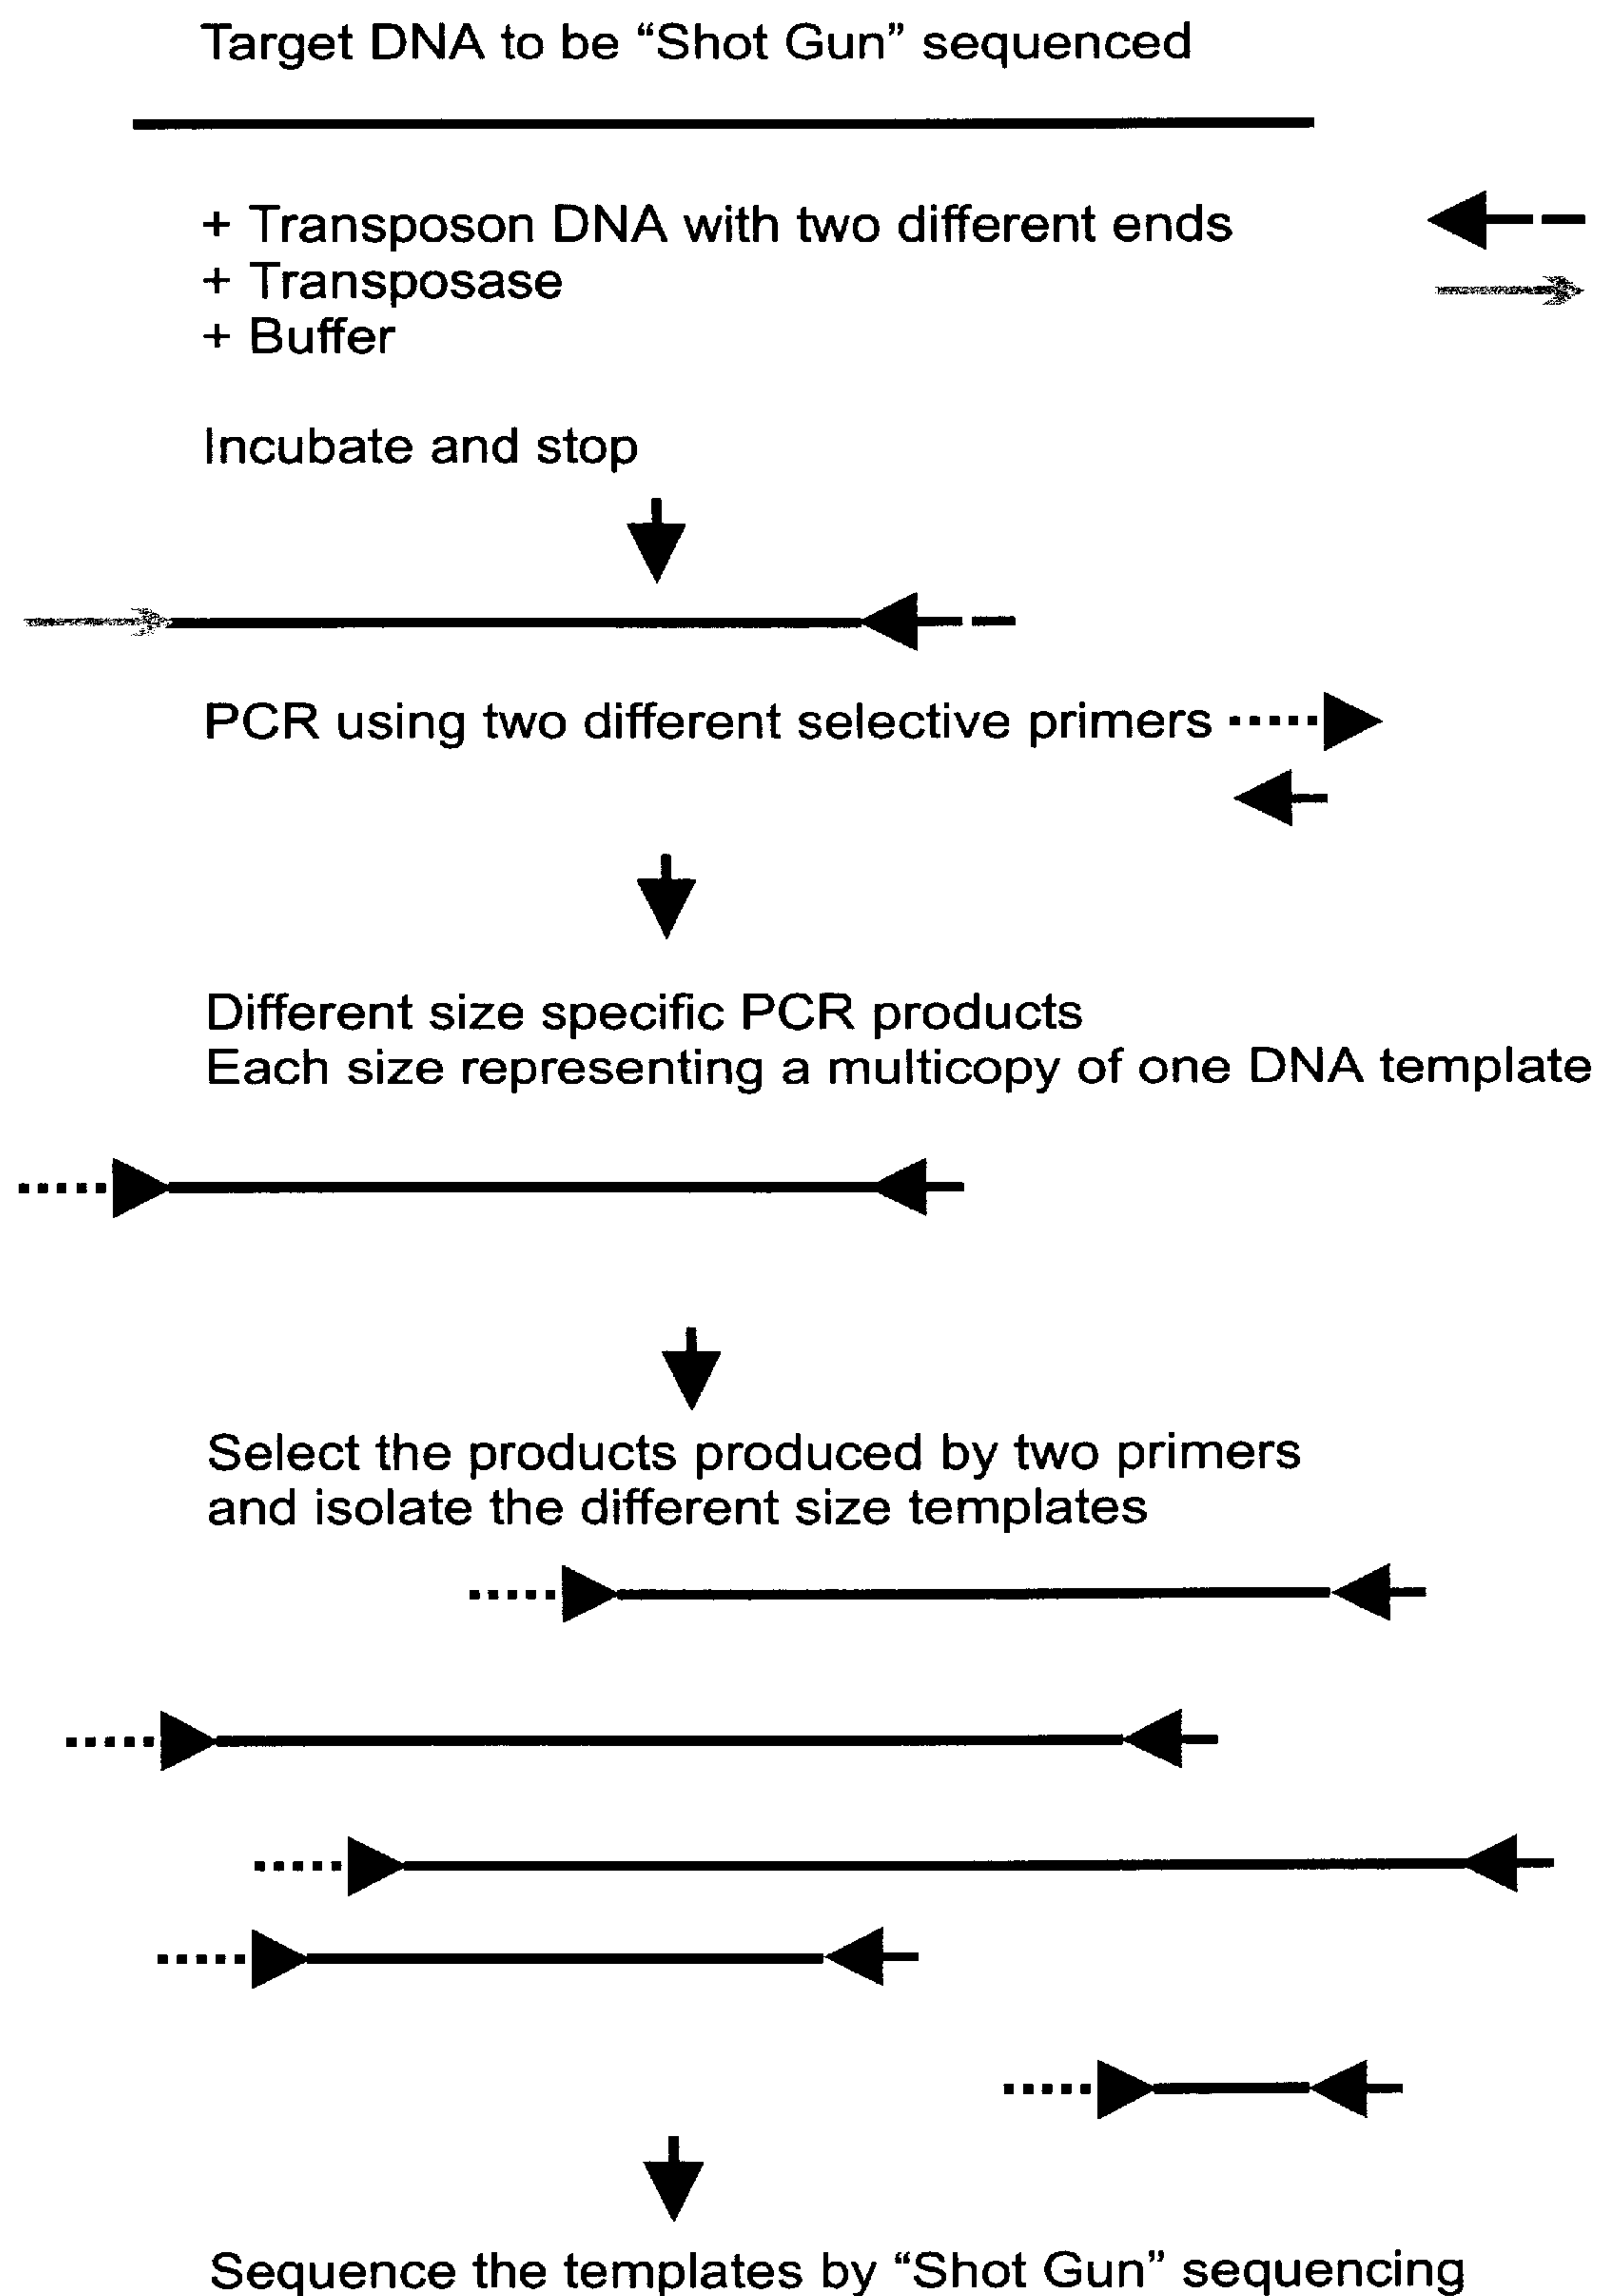 Target DNA to be “Shot Gun” sequenced
+ Transposon DNA with two different ends
+ Transposase
+ Buffer
Incubate and stop
PCR using two different selective primers
Different size specific PCR products
Each size representing a multicopy of one DNA template
Select the products produced by two primers
and isolate the different size templates
Sequence the templates by “Shot Gun” sequencing